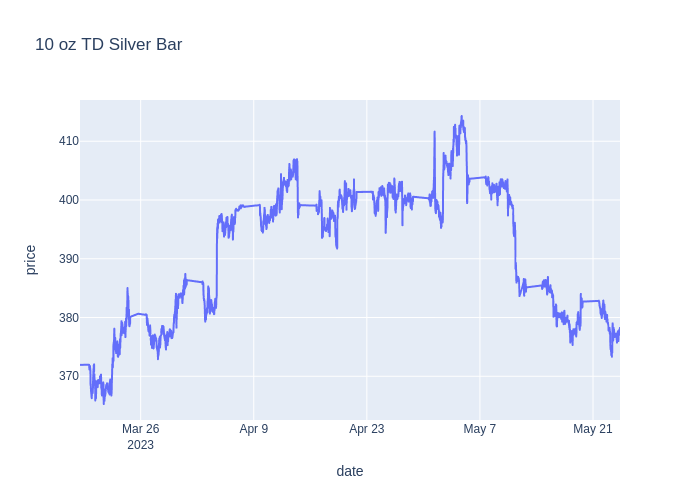 10 oz TD Silver Bar
410
400
390
380
370
price
Mar 26
2023
Apr 9
Apr 23
May 7
May 21
date